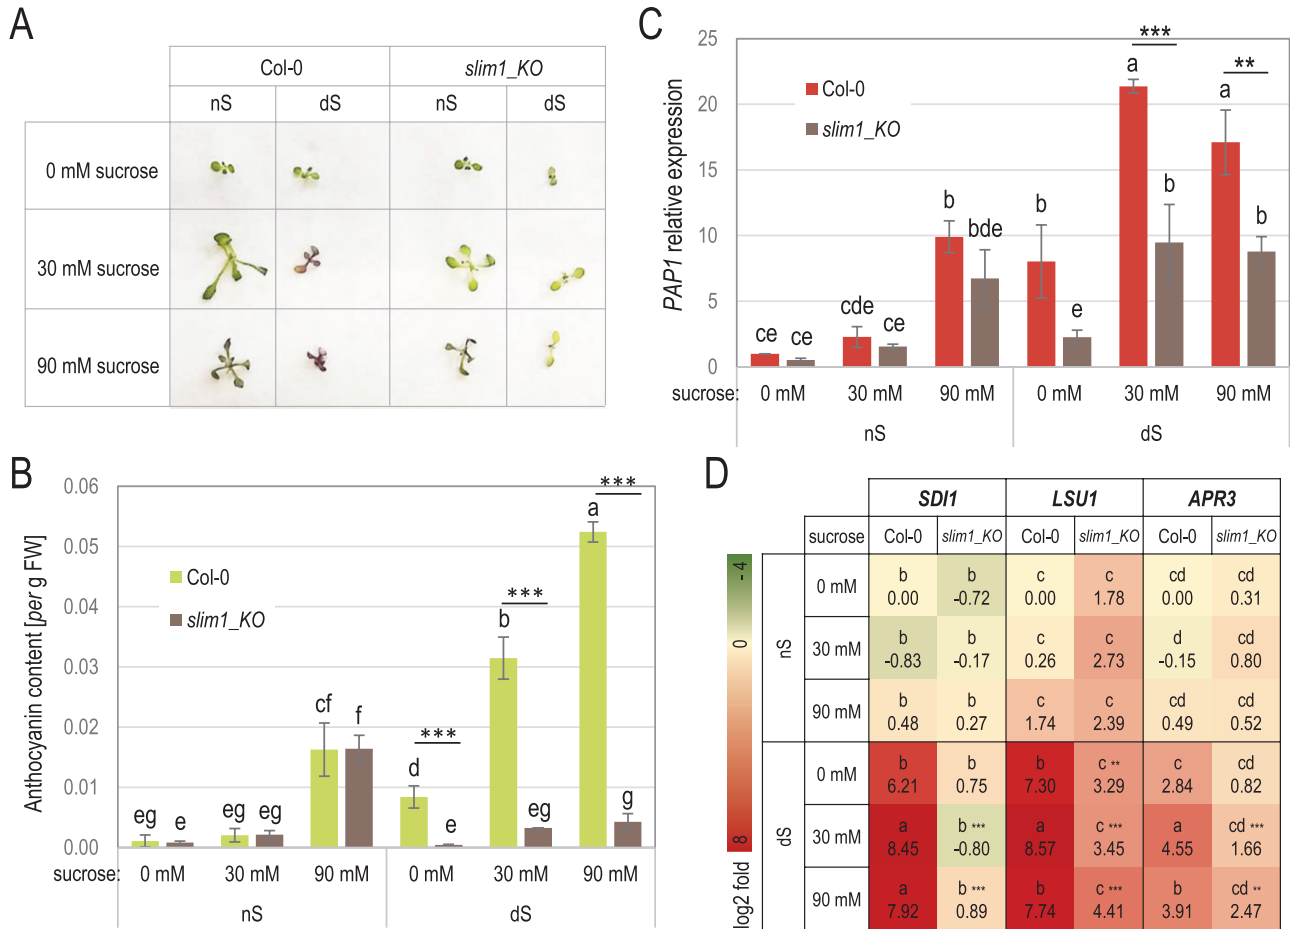 A
Col-0 slim1_KO
nS dS nS dS
0 mM sucrose
30 mM sucrose
90 mM sucrose
B
Anthocyanin content [per g FW]
0.06
0.05
0.04
0.03
0.02
0.01
0.00
Col-0
slim1_KO
eg e eg eg cf f d e b eg a g
*** *** ***
sucrose: 0 mM 30 mM 90 mM 0 mM 30 mM 90 mM
nS dS
C
PAP1 relative expression
25
20
15
10
5
0
Col-0
slim1_KO
ce ce cde ce b bde b e a b a b
*** **
sucrose: 0 mM 30 mM 90 mM 0 mM 30 mM 90 mM
nS dS
D
SDI1 LSU1 APR3
sucrose Col-0 slim1_KO Col-0 slim1_KO Col-0 slim1_KO
nS
0 mM
b b c c cd cd
0.00 -0.72 0.00 1.78 0.00 0.31
30 mM
b b c c d cd
-0.83 -0.17 0.26 2.73 -0.15 0.80
90 mM
b b c c cd cd
0.48 0.27 1.74 2.39 0.49 0.52
dS
0 mM
b b b c ** c cd
6.21 0.75 7.30 3.29 2.84 0.82
30 mM
a b *** a c *** a cd ***
8.45 -0.80 8.57 3.45 4.55 1.66
90 mM
a b *** b c *** b cd **
7.92 0.89 7.74 4.41 3.91 2.47
- 4
0
8
log2 fold